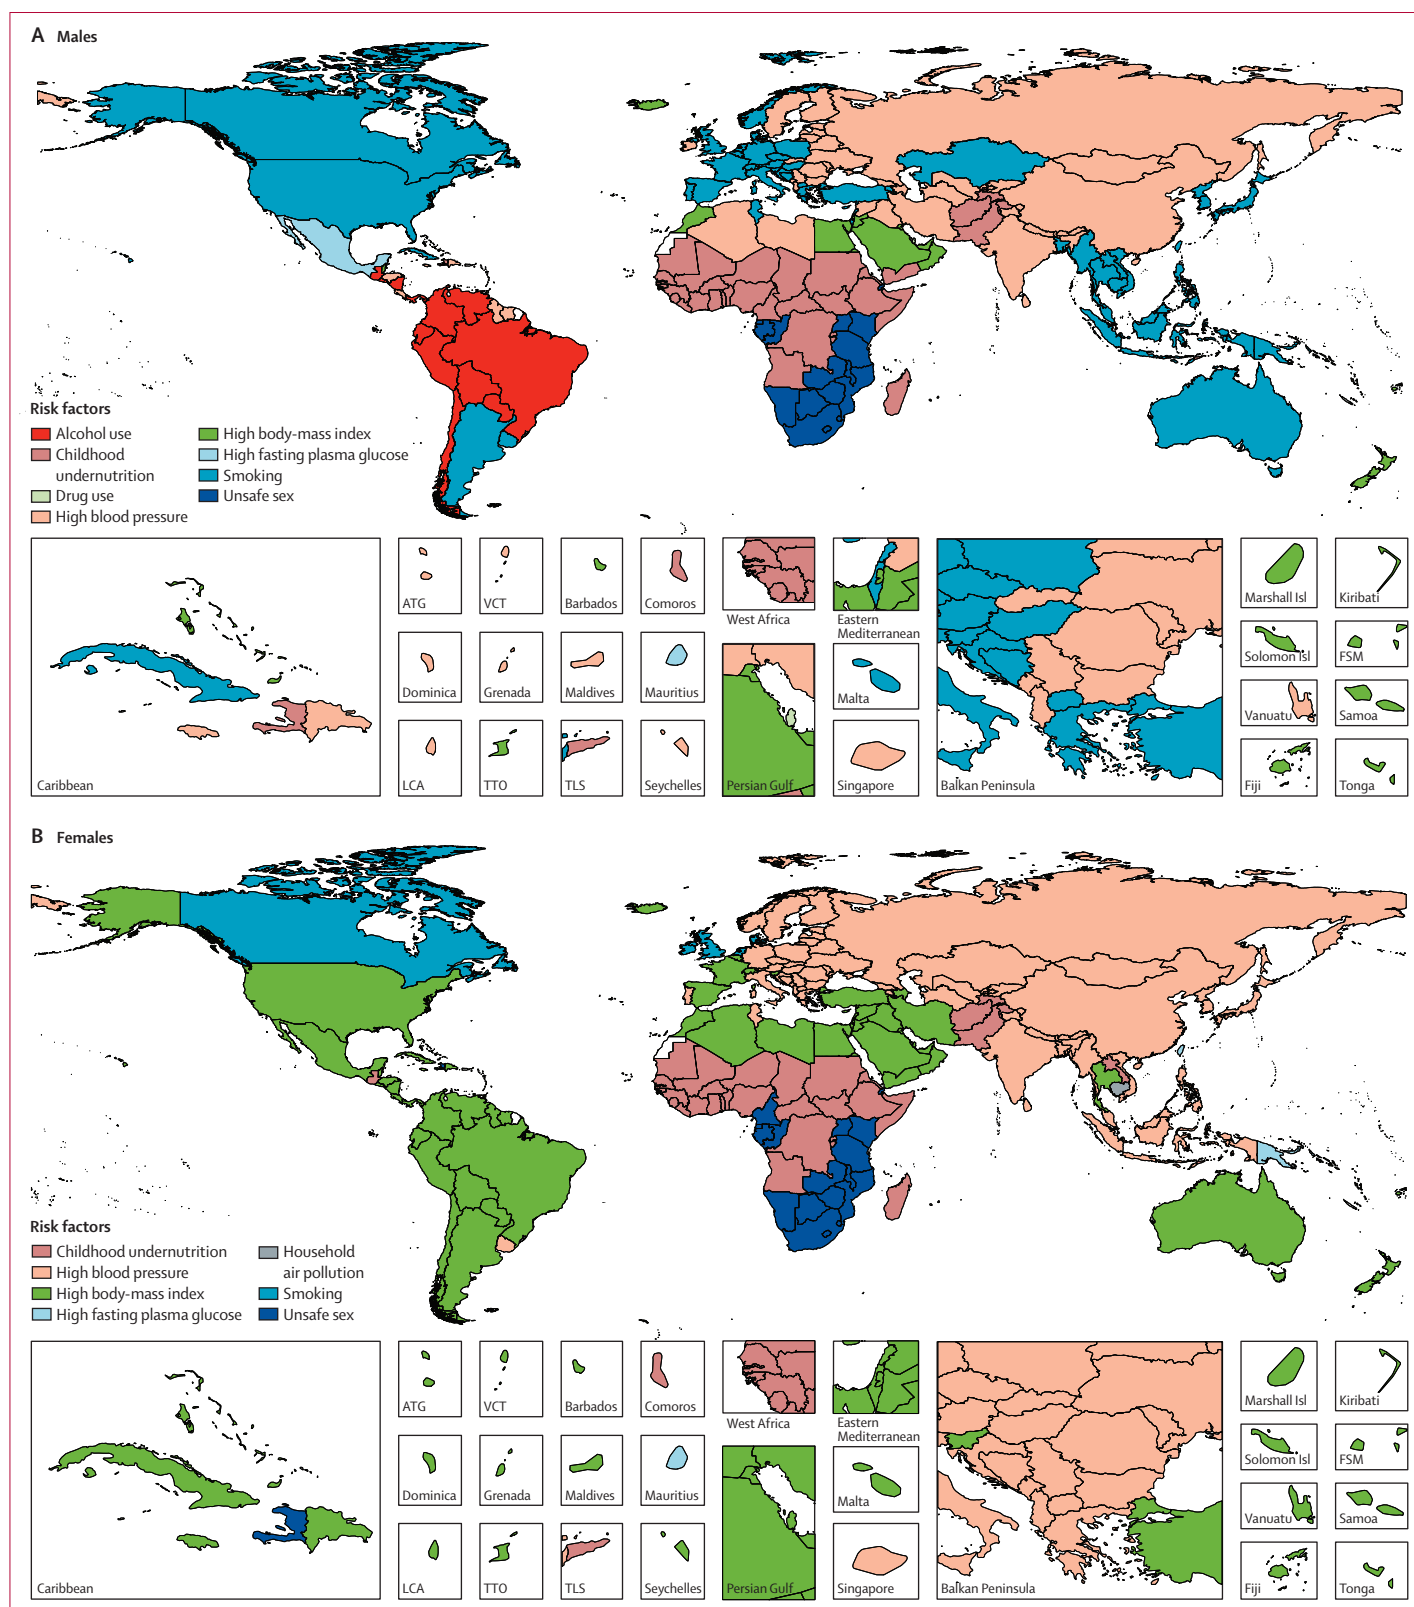 A Males
Risk factors
Alcohol use
Childhood
undernutrition
Drug use
High blood pressure
High body-mass index
High fasting plasma glucose
Smoking
Unsafe sex
Caribbean
ATG
VCT
Barbados
Comoros
Dominica
Grenada
Maldives
Mauritius
LCA
TTO
TLS
Seychelles
West Africa
Eastern
Mediterranean
Persian Gulf
Malta
Singapore
Balkan Peninsula
Marshall Isl
Kiribati
Solomon Isl
FSM
Vanuatu
Samoa
Fiji
Tonga
B Females
Risk factors
Childhood undernutrition
High blood pressure
High body-mass index
High fasting plasma glucose
Household
air pollution
Smoking
Unsafe sex
Caribbean
ATG
VCT
Barbados
Comoros
Dominica
Grenada
Maldives
Mauritius
LCA
TTO
TLS
Seychelles
West Africa
Eastern
Mediterranean
Persian Gulf
Malta
Singapore
Balkan Peninsula
Marshall Isl
Kiribati
Solomon Isl
FSM
Vanuatu
Samoa
Fiji
Tonga